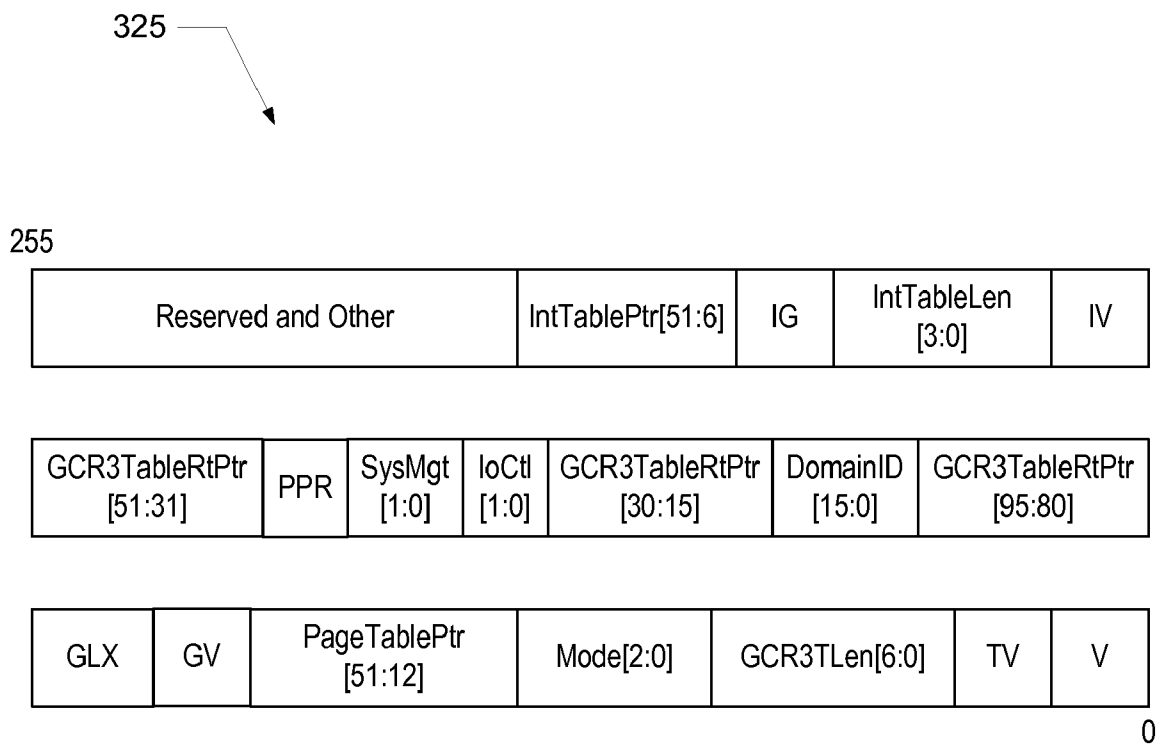 325
255
Reserved and Other
IntTablePtr[51:6]
IG
IntTableLen
[3:0]
IV
GCR3TableRtPtr
[51:31]
PPR
SysMgt
[1:0]
IoCtl
[1:0]
GCR3TableRtPtr
[30:15]
DomainID
[15:0]
GCR3TableRtPtr
[95:80]
GLX
GV
PageTablePtr
[51:12]
Mode[2:0]
GCR3TLen[6:0]
TV
V
0